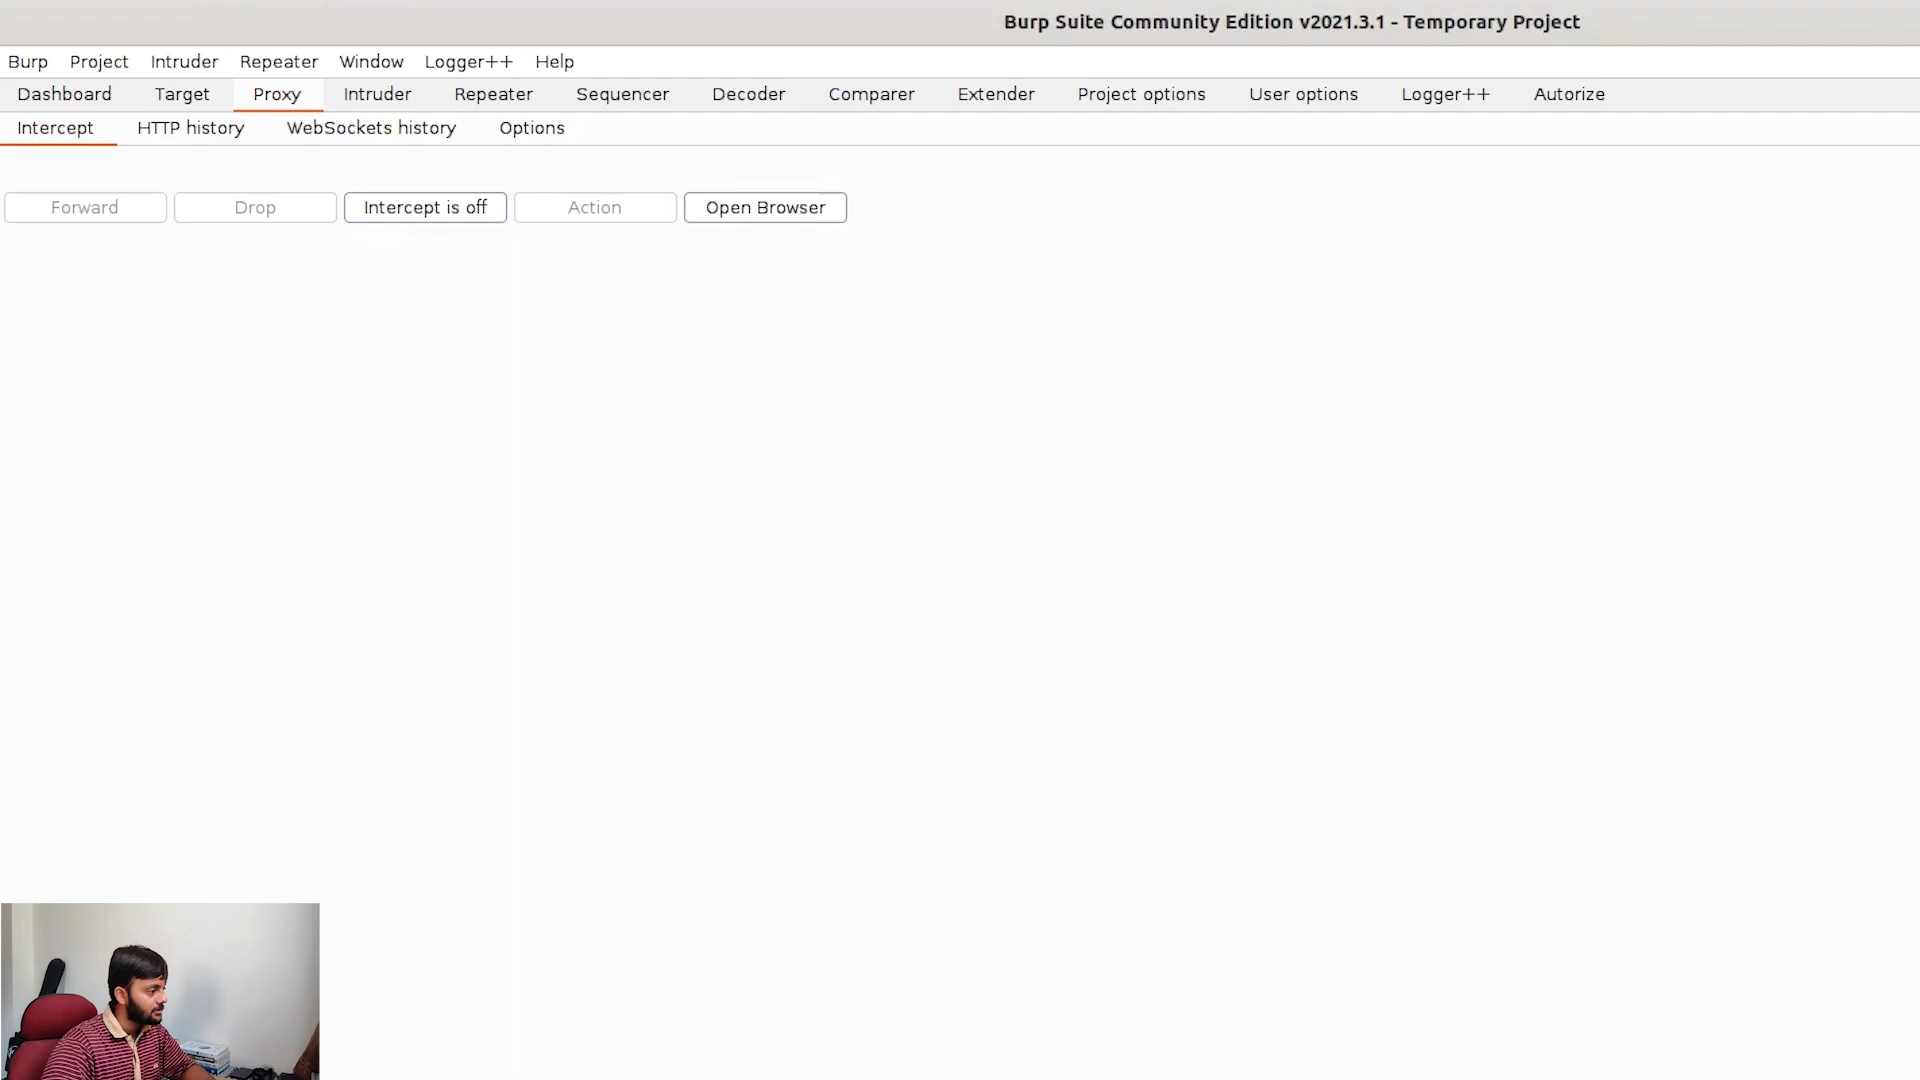 Burp Suite Community Edition v2021.3.1 - Temporary Project
Burp Project Intruder Repeater Window Logger++ Help
Dashboard Target Proxy Intruder Repeater Sequencer Decoder Comparer Extender Project options User options Logger++ Autorize
Intercept HTTP history WebSockets history Options
Forward Drop Intercept is off Action Open Browser